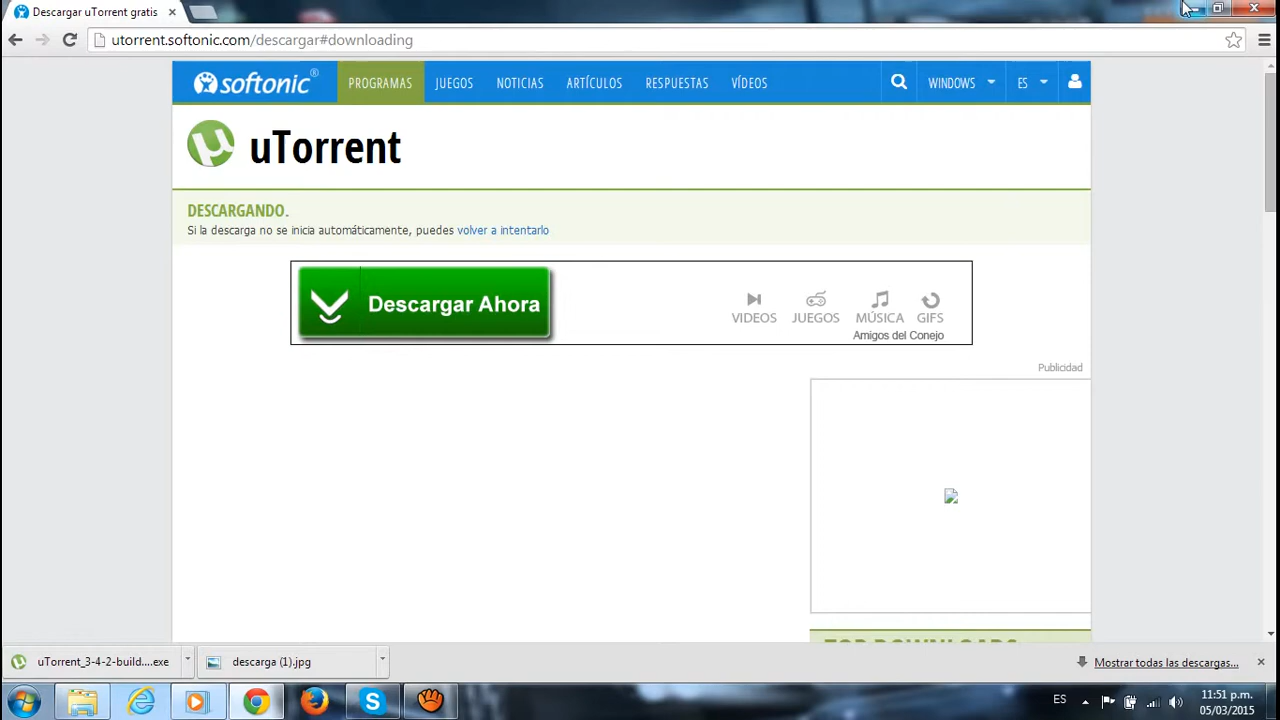 Descargar uTorrent gratis
utorrent.softonic.com/descargar#downloading
softonic®
PROGRAMAS
JUEGOS
NOTICIAS
ARTÍCULOS
RESPUESTAS
VÍDEOS
WINDOWS
ES
µ
uTorrent
DESCARGANDO.
Si la descarga no se inicia automáticamente, puedes volver a intentarlo
Descargar Ahora
VIDEOS
JUEGOS
MÚSICA
GIFS
Amigos del Conejo
Publicidad
TOP DOWNLOADS
uTorrent_3-4-2-build....exe
descarga (1).jpg
Mostrar todas las descargas...
ES
11:51 p.m.
05/03/2015